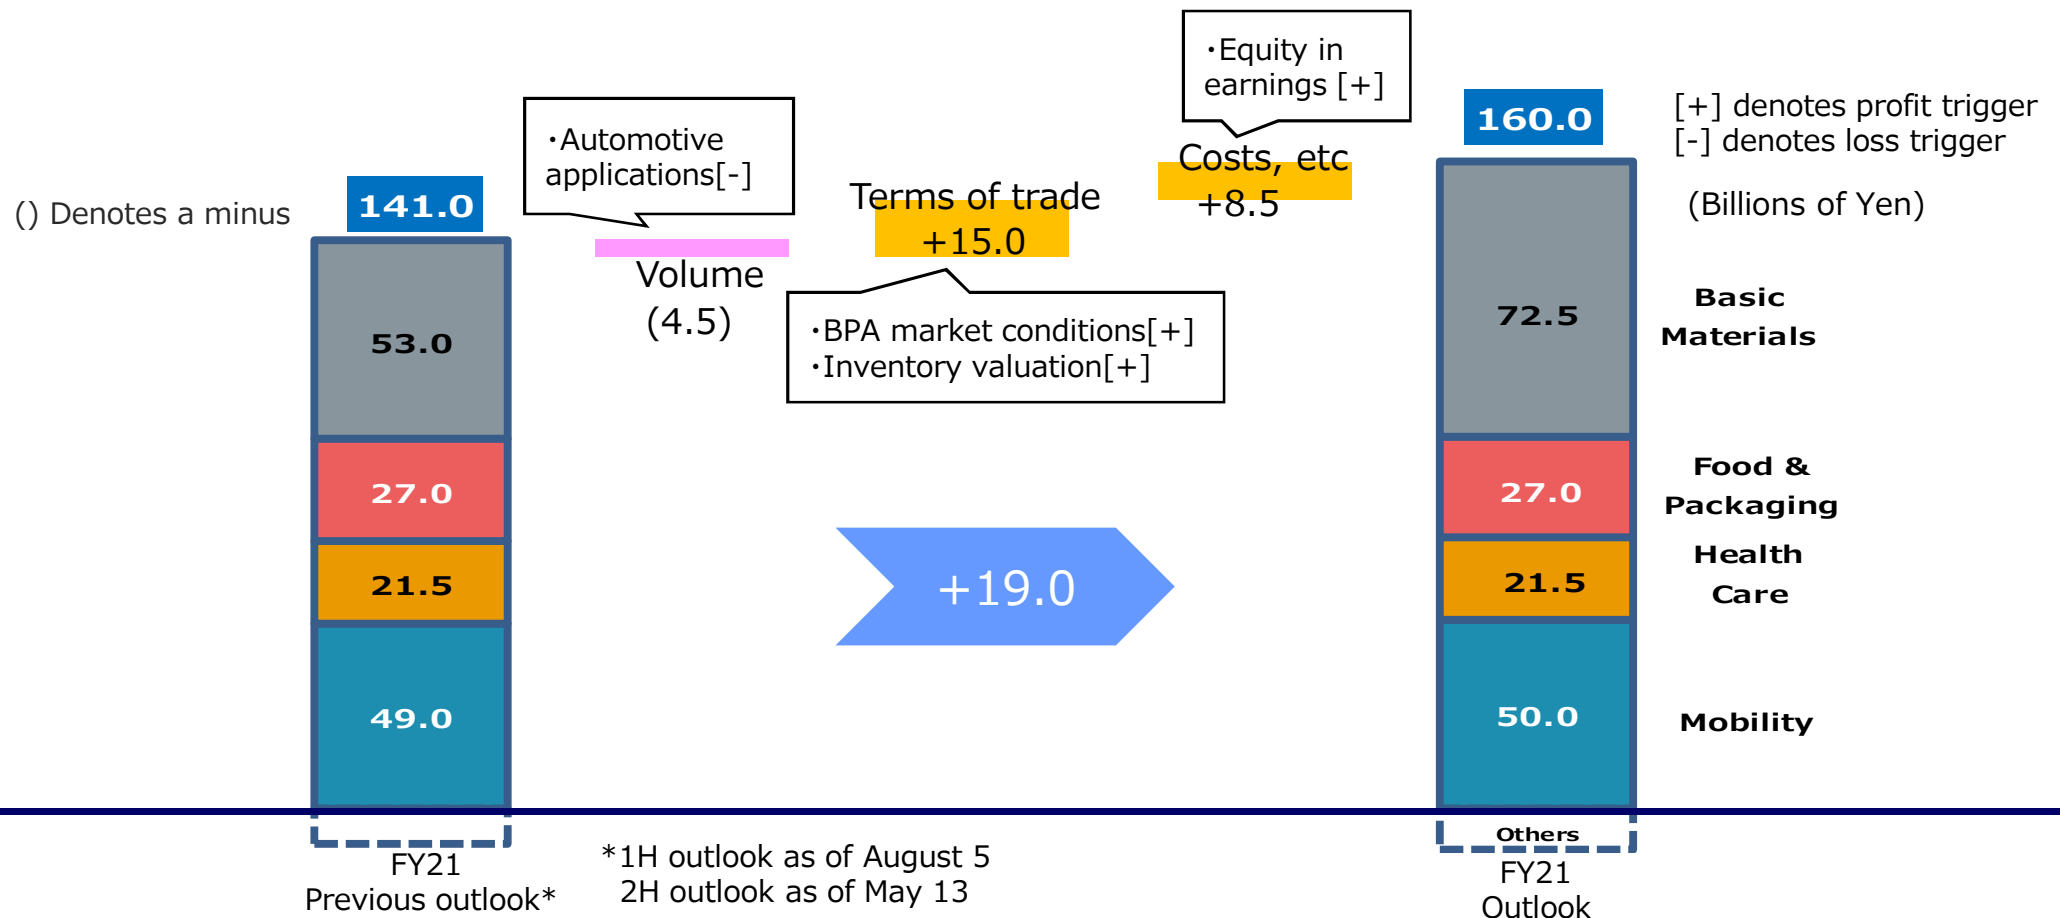 () Denotes a minus
141.0
53.0
27.0
21.5
49.0
FY21
Previous outlook*
・Automotive
applications[-]
Volume
(4.5)
Terms of trade
+15.0
・BPA market conditions[+]
・Inventory valuation[+]
・Equity in
earnings [+]
Costs, etc
+8.5
+19.0
*1H outlook as of August 5
2H outlook as of May 13
160.0
72.5
27.0
21.5
50.0
Others
FY21
Outlook
[+] denotes profit trigger
[-] denotes loss trigger
(Billions of Yen)
Basic
Materials
Food &
Packaging
Health
Care
Mobility